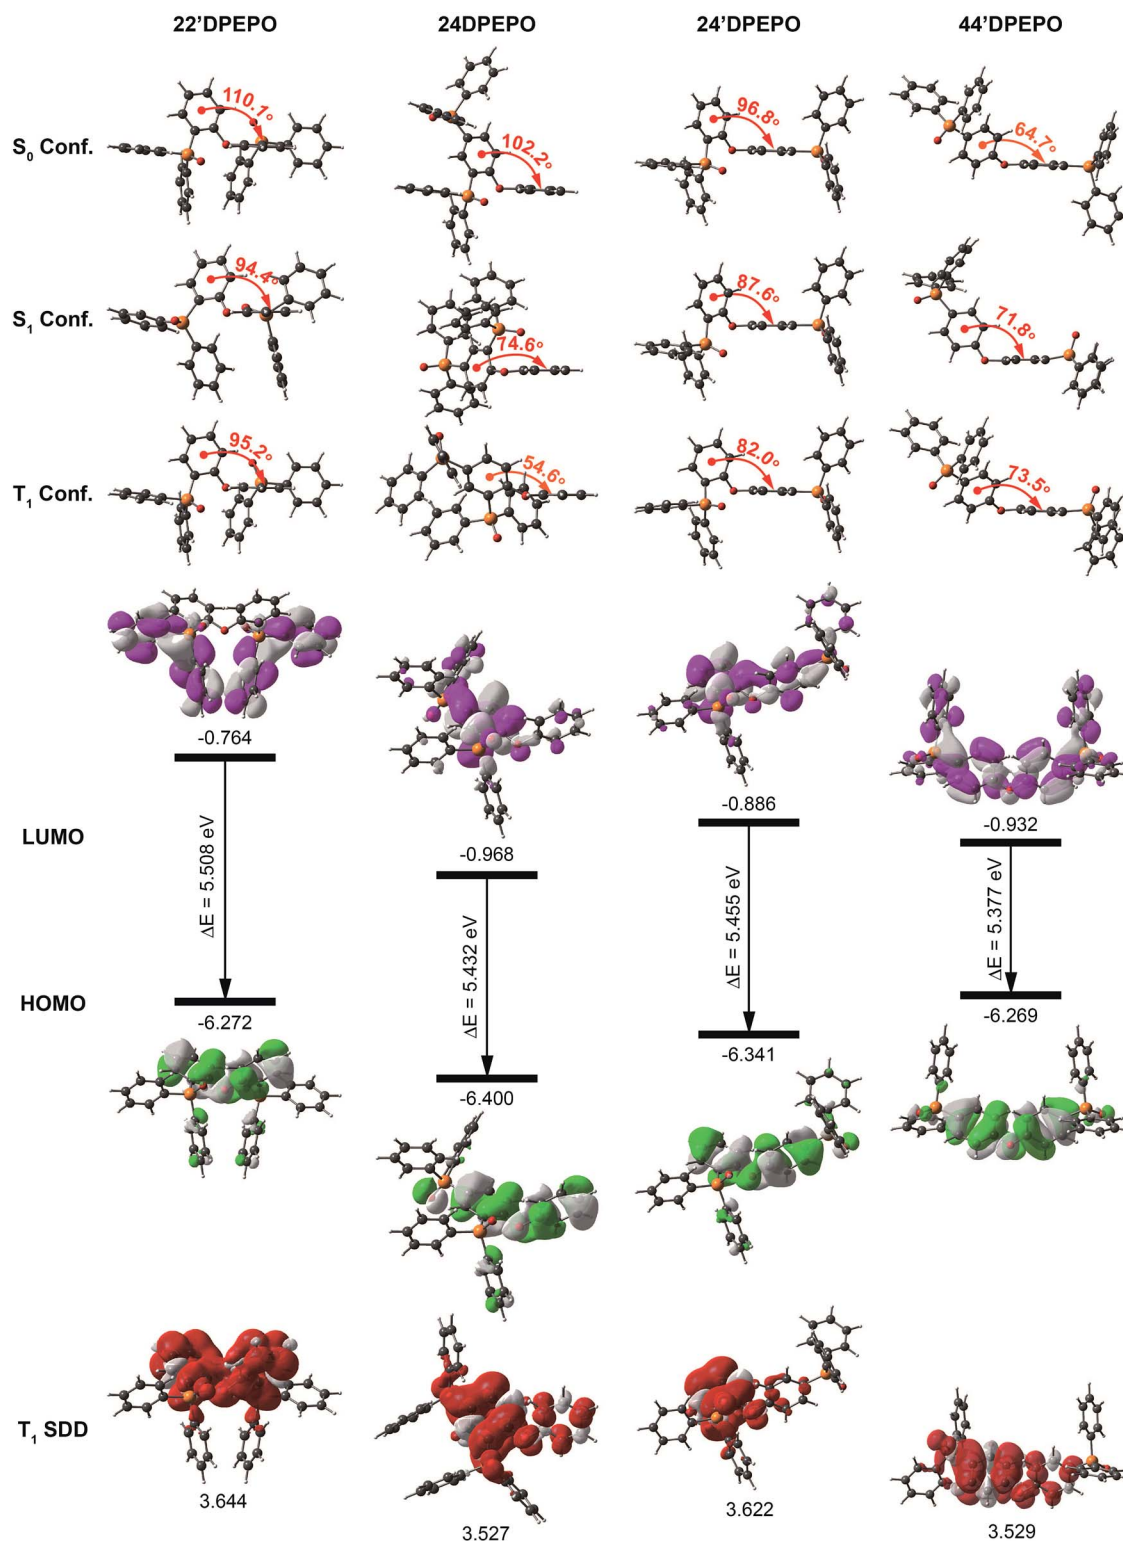 22'DPEPO 24DPEPO 24'DPEPO 44'DPEPO
S₀ Conf. 110.1° 102.2° 96.8° 64.7°
S₁ Conf. 94.4° 74.6° 87.6° 71.8°
T₁ Conf. 95.2° 54.6° 82.0° 73.5°
-0.764 -0.886 -0.932
LUMO -0.968
ΔE = 5.508 eV ΔE = 5.432 eV ΔE = 5.455 eV ΔE = 5.377 eV
HOMO
-6.272 -6.400 -6.341 -6.269
T₁ SDD
3.644 3.527 3.622 3.529